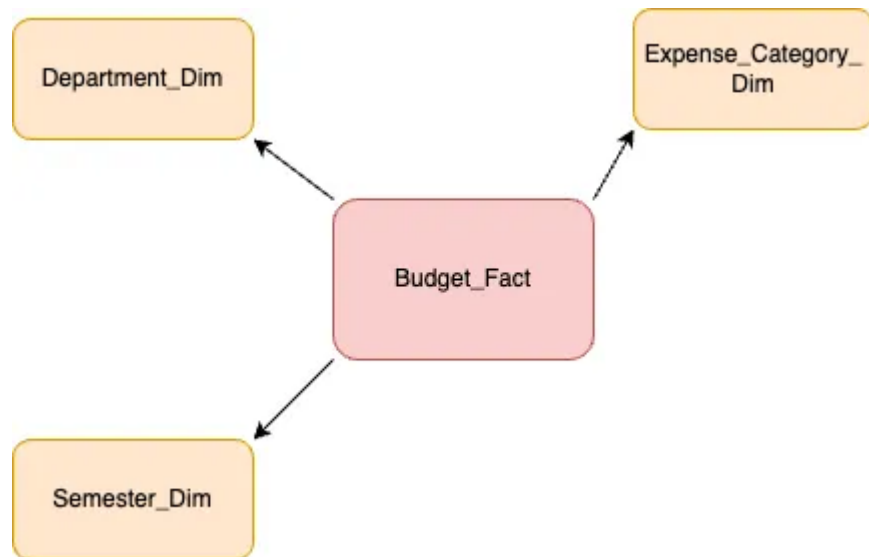 Department_Dim
Expense_Category_
Dim
Budget_Fact
Semester_Dim